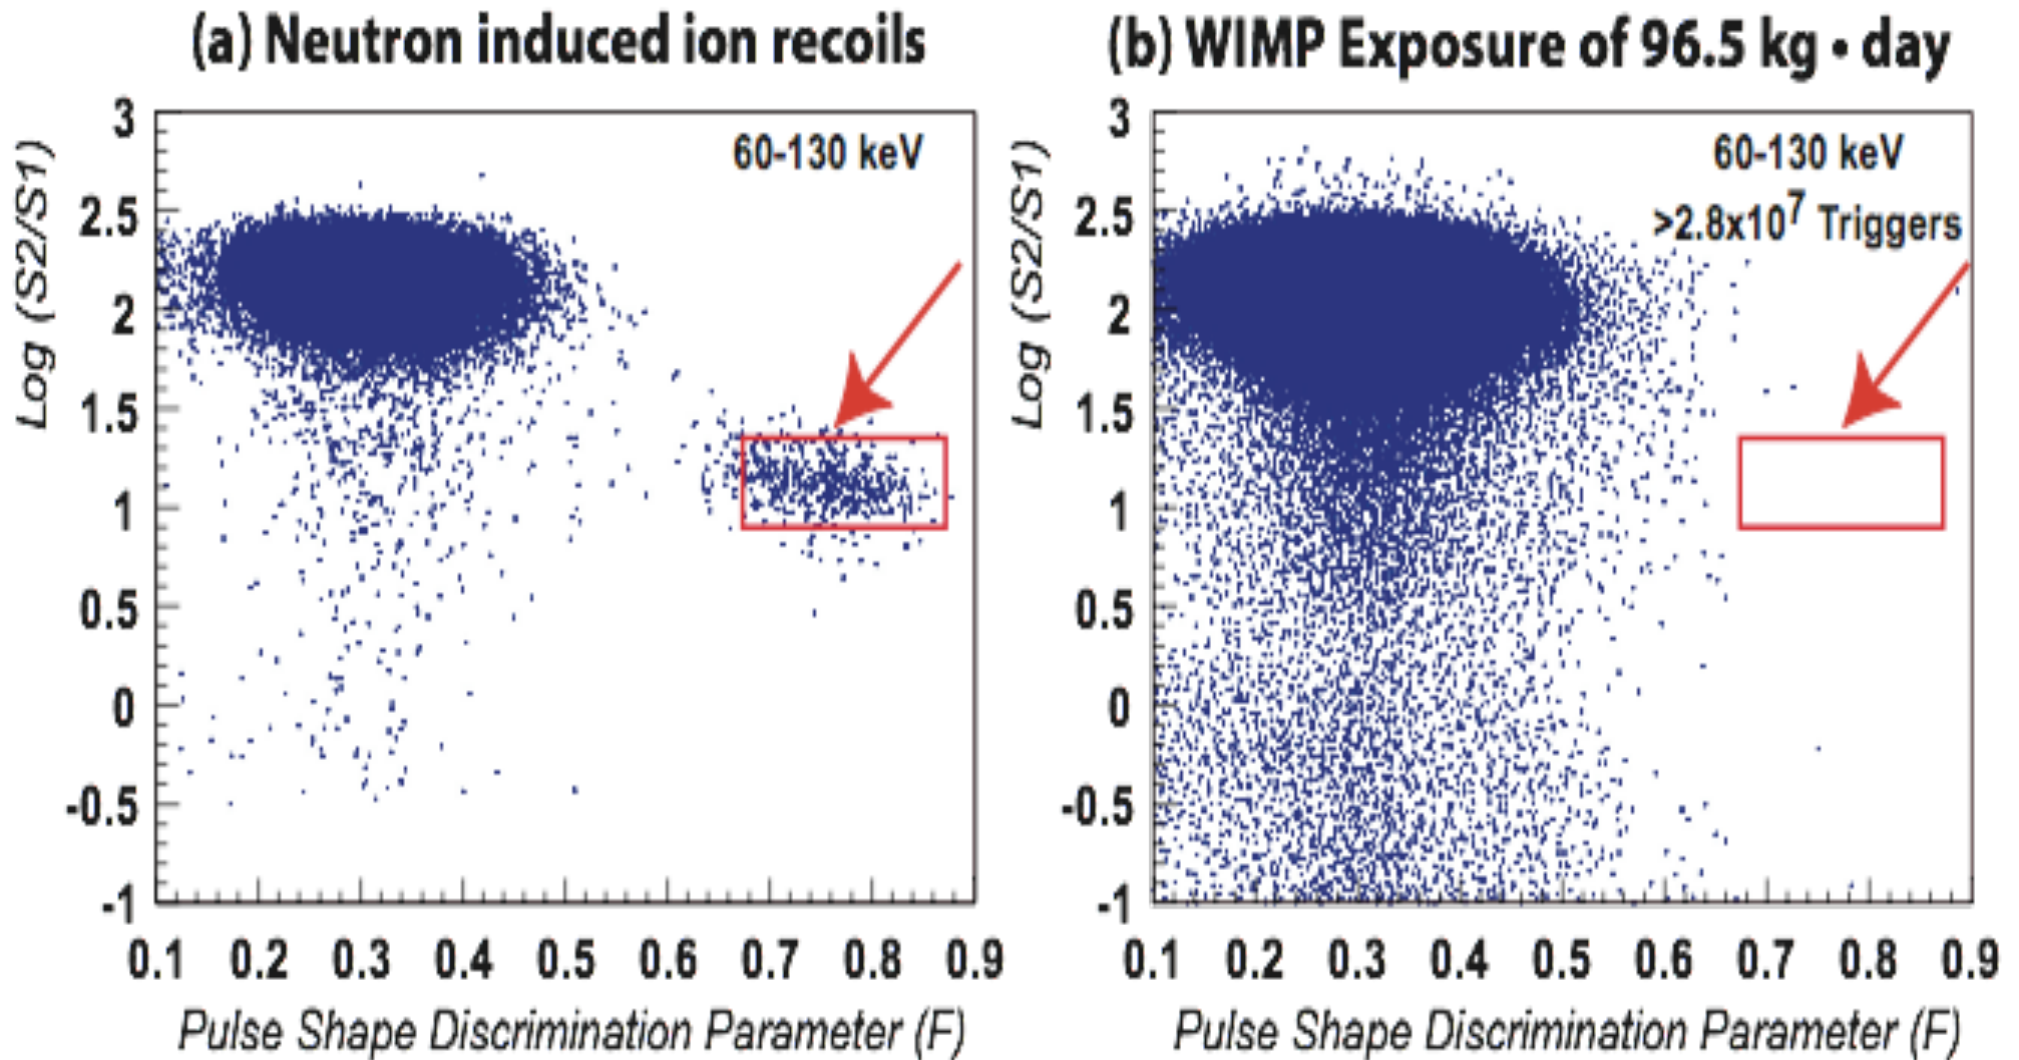 (a) Neutron induced ion recoils
60-130 keV
Log (S2/S1)
3
2.5
2
1.5
1
0.5
0
-0.5
-1
0.1 0.2 0.3 0.4 0.5 0.6 0.7 0.8 0.9
Pulse Shape Discrimination Parameter (F)
(b) WIMP Exposure of 96.5 kg • day
60-130 keV
>2.8x10⁷ Triggers
Log (S2/S1)
3
2.5
2
1.5
1
0.5
0
-0.5
-1
0.1 0.2 0.3 0.4 0.5 0.6 0.7 0.8 0.9
Pulse Shape Discrimination Parameter (F)